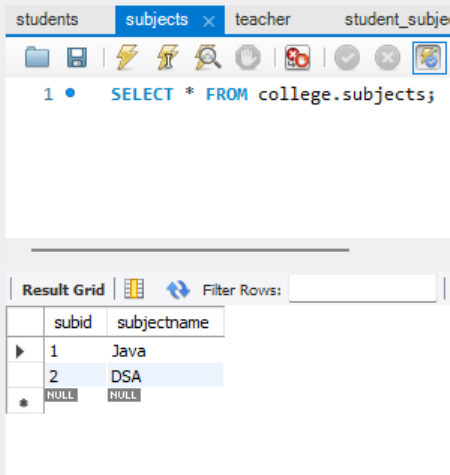 students subjects × teacher student_subje
1 SELECT * FROM college.subjects;
Result Grid Filter Rows:
subid subjectname
1 Java
2 DSA
NULL NULL